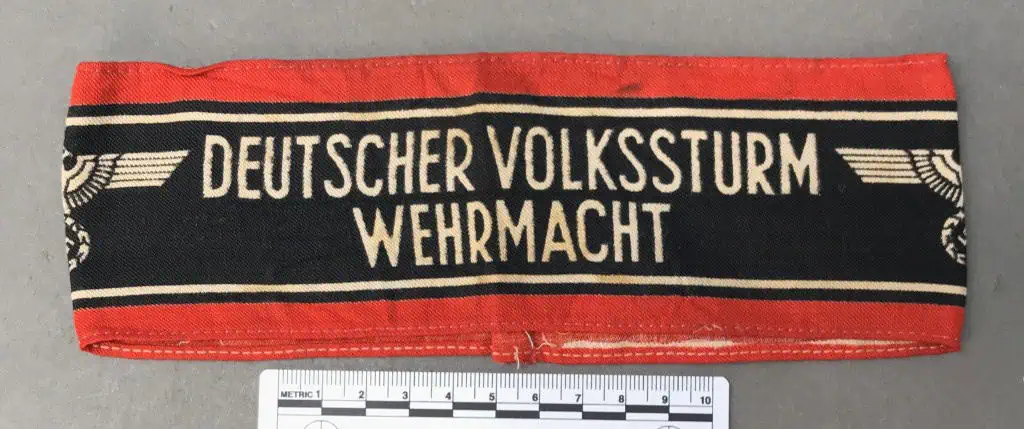 DEUTSCHER VOLKSSTURM
WEHRMACHT
METRIC 1 2 3 4 5 6 7 8 9 10